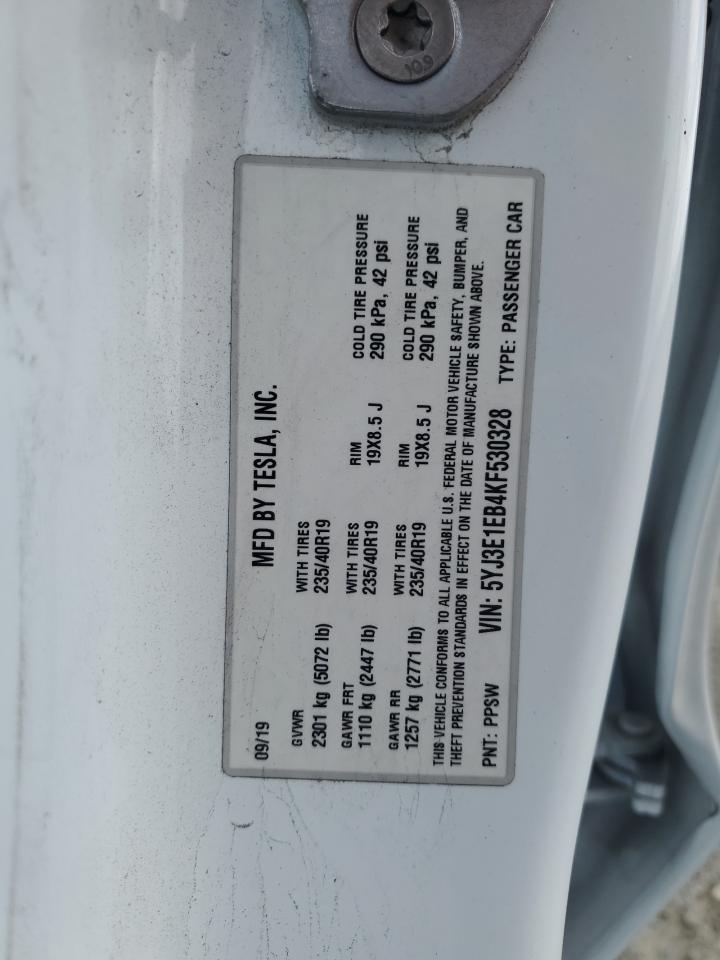 10.9
09/19 MFD BY TESLA, INC.
GVWR WITH TIRES
2301 kg (5072 lb) 235/40R19
GAWR FRT WITH TIRES RIM COLD TIRE PRESSURE
1110 kg (2447 lb) 235/40R19 19X8.5 J 290 kPa, 42 psi
GAWR RR WITH TIRES RIM COLD TIRE PRESSURE
1257 kg (2771 lb) 235/40R19 19X8.5 J 290 kPa, 42 psi
THIS VEHICLE CONFORMS TO ALL APPLICABLE U.S. FEDERAL MOTOR VEHICLE SAFETY, BUMPER, AND
THEFT PREVENTION STANDARDS IN EFFECT ON THE DATE OF MANUFACTURE SHOWN ABOVE.
PNT: PPSW VIN: 5YJ3E1EB4KF530328 TYPE: PASSENGER CAR